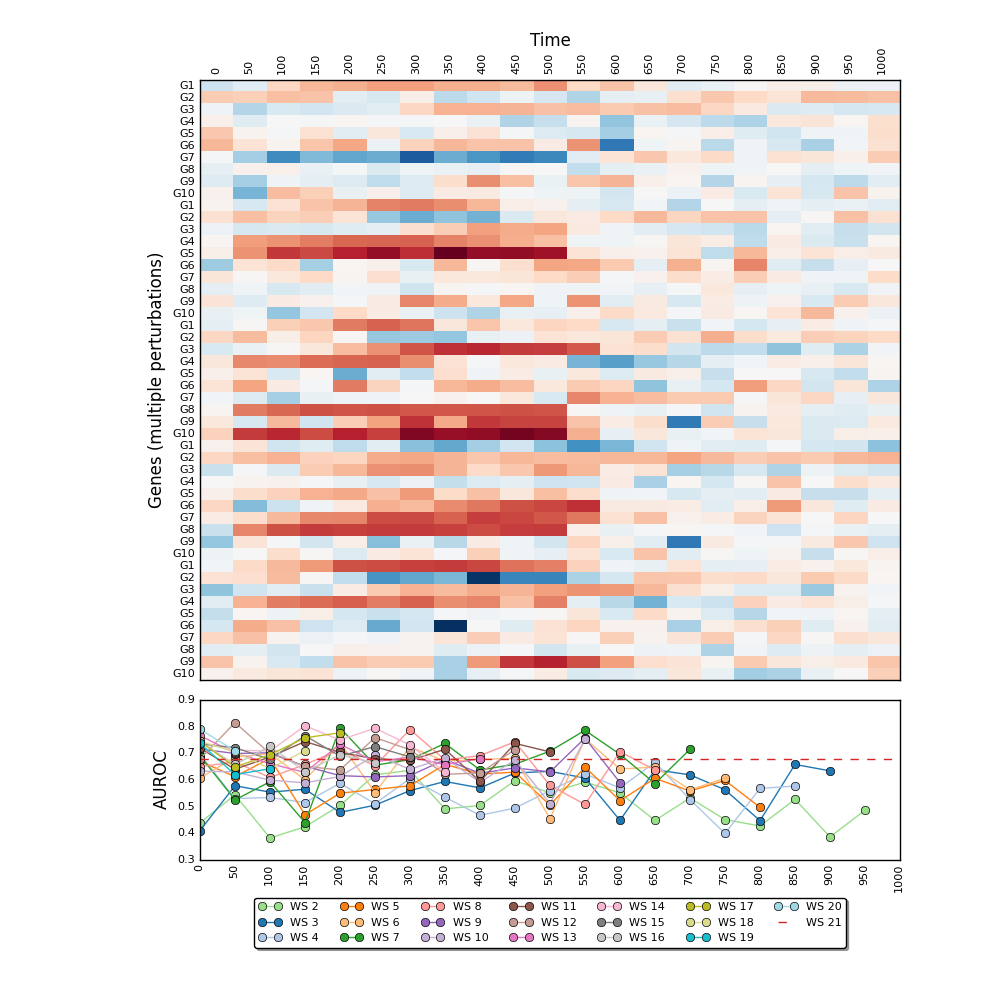 Time
0 50 100 150 200 250 300 350 400 450 500 550 600 650 700 750 800 850 900 950 1000
Genes (multiple perturbations)
G1
G2
G3
G4
G5
G6
G7
G8
G9
G10
G1
G2
G3
G4
G5
G6
G7
G8
G9
G10
G1
G2
G3
G4
G5
G6
G7
G8
G9
G10
G1
G2
G3
G4
G5
G6
G7
G8
G9
G10
G1
G2
G3
G4
G5
G6
G7
G8
G9
G10
AUROC
0.9
0.8
0.7
0.6
0.5
0.4
0.3
0 50 100 150 200 250 300 350 400 450 500 550 600 650 700 750 800 850 900 950 1000
WS 2 WS 5 WS 8 WS 11 WS 14 WS 17 WS 20
WS 3 WS 6 WS 9 WS 12 WS 15 WS 18 WS 21
WS 4 WS 7 WS 10 WS 13 WS 16 WS 19